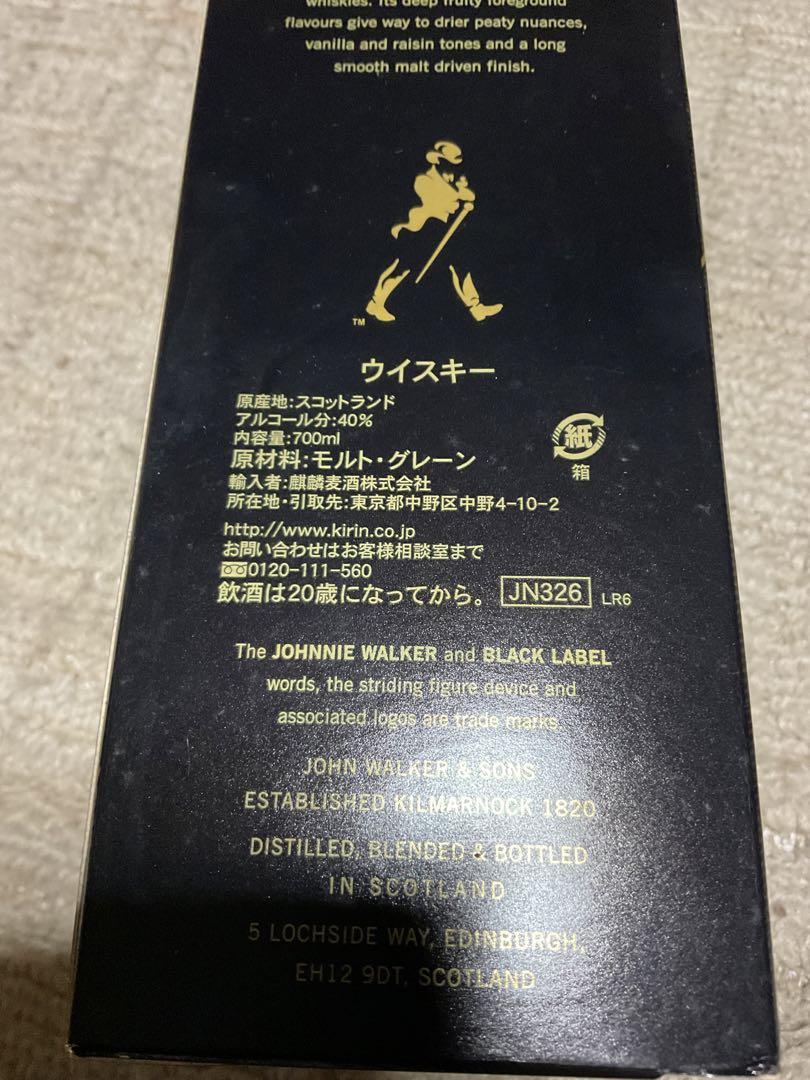 whiskies. Its deep fruity foreground
flavours give way to drier peaty nuances,
vanilla and raisin tones and a long
smooth malt driven finish.
TM
ウイスキー
原産地:スコットランド
アルコール分:40%
内容量:700ml
原材料:モルト・グレーン
輸入者:麒麟麦酒株式会社
所在地・引取先:東京都中野区中野4-10-2
紙
箱
http://www.kirin.co.jp
お問い合わせはお客様相談室まで
0120-111-560
飲酒は20歳になってから。 JN326 LR6
The JOHNNIE WALKER and BLACK LABEL
words, the striding figure device and
associated logos are trade marks.
JOHN WALKER & SONS
ESTABLISHED KILMARNOCK 1820
DISTILLED, BLENDED & BOTTLED
IN SCOTLAND
5 LOCHSIDE WAY, EDINBURGH,
EH12 9DT, SCOTLAND